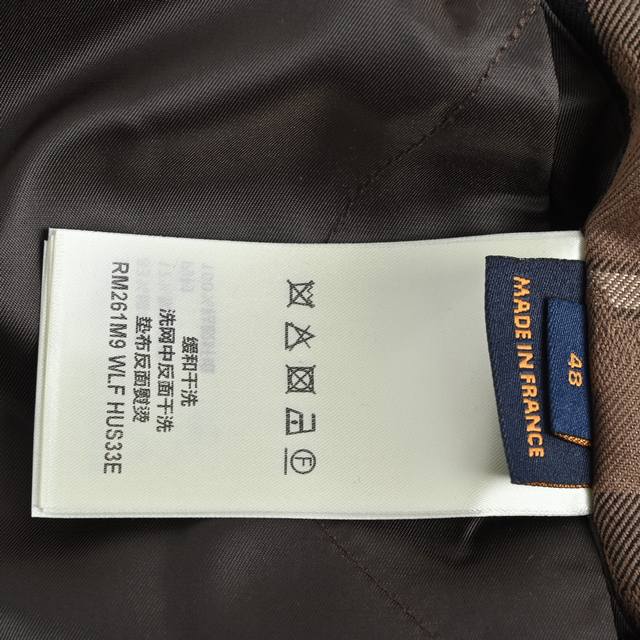 MADE IN FRANCE
48
缓和干洗
洗网中反面干洗
垫布反面熨烫
RM261M9 WLF HUS33E